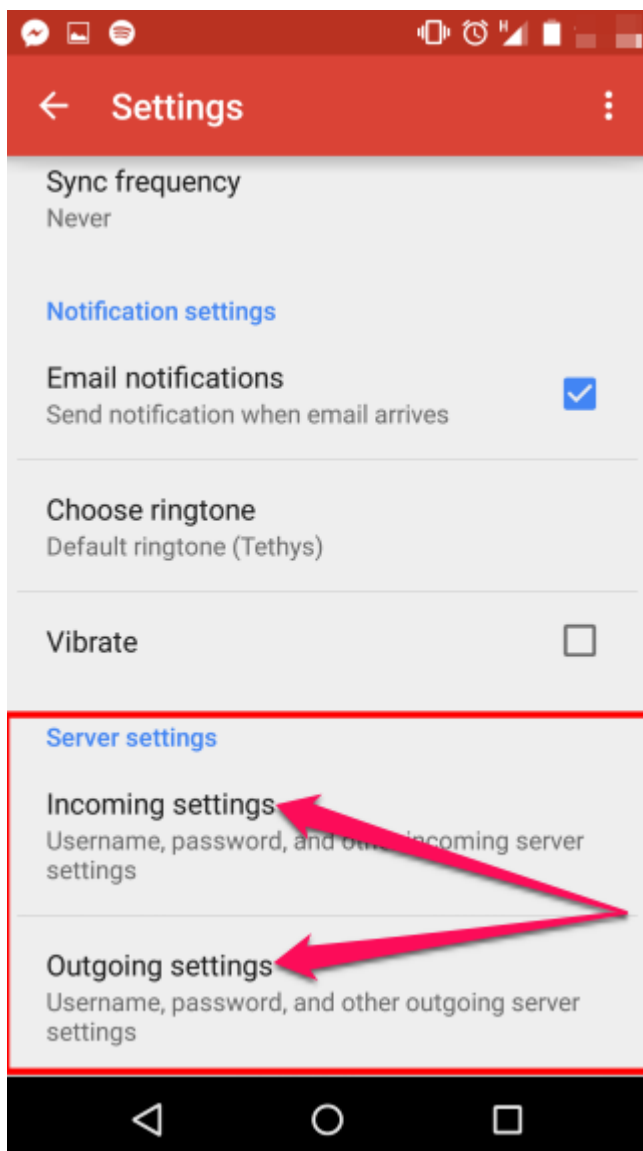 H
Settings
Sync frequency
Never
Notification settings
Email notifications
Send notification when email arrives
Choose ringtone
Default ringtone (Tethys)
Vibrate
Server settings
Incoming settings
Username, password, and other incoming server
settings
Outgoing settings
Username, password, and other outgoing server
settings